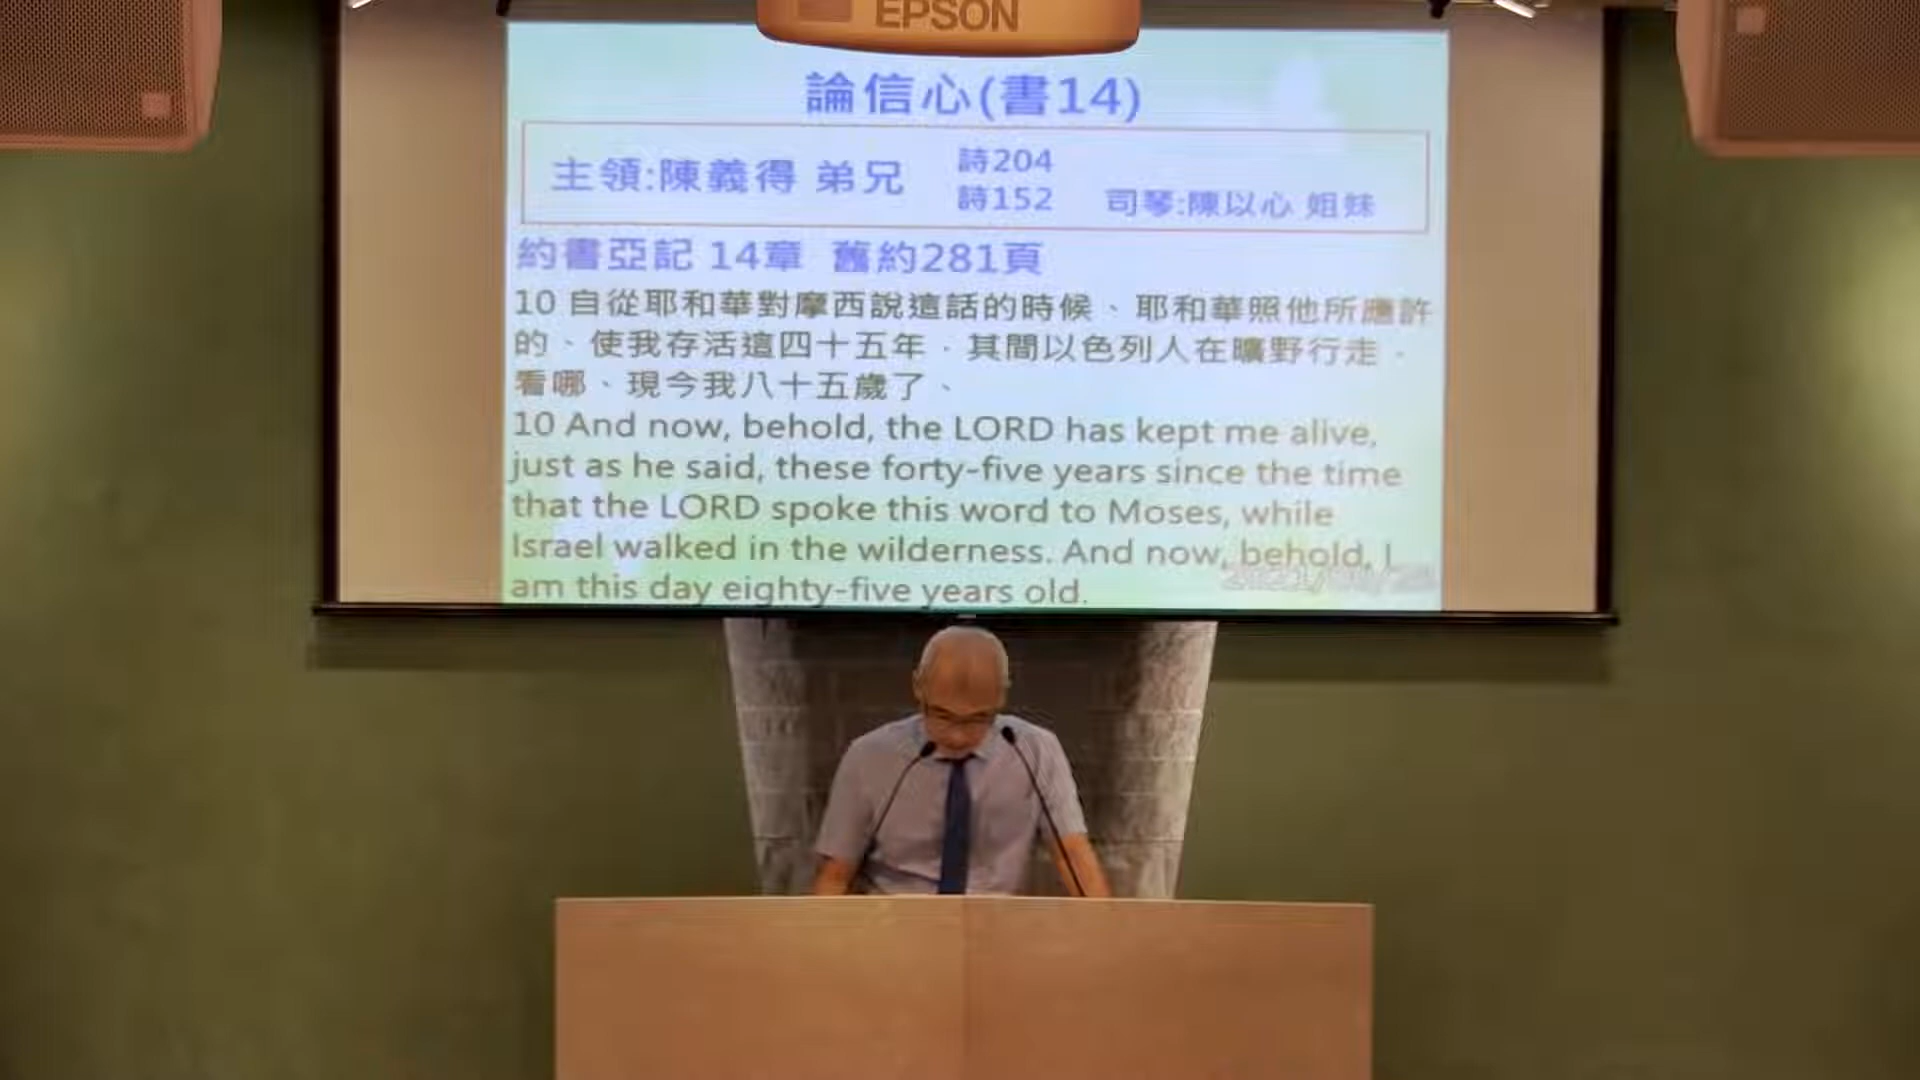 EPSON
論信心(書14)
主領:陳義得 弟兄
詩204
詩152
司琴:陳以心 姐妹
約書亞記 14章 舊約281頁
10 自從耶和華對摩西說這話的時候、耶和華照他所應許
的、使我存活這四十五年．其間以色列人在曠野行走．
看哪、現今我八十五歲了、
10 And now, behold, the LORD has kept me alive,
just as he said, these forty-five years since the time
that the LORD spoke this word to Moses, while
Israel walked in the wilderness. And now, behold, I
am this day eighty-five years old.